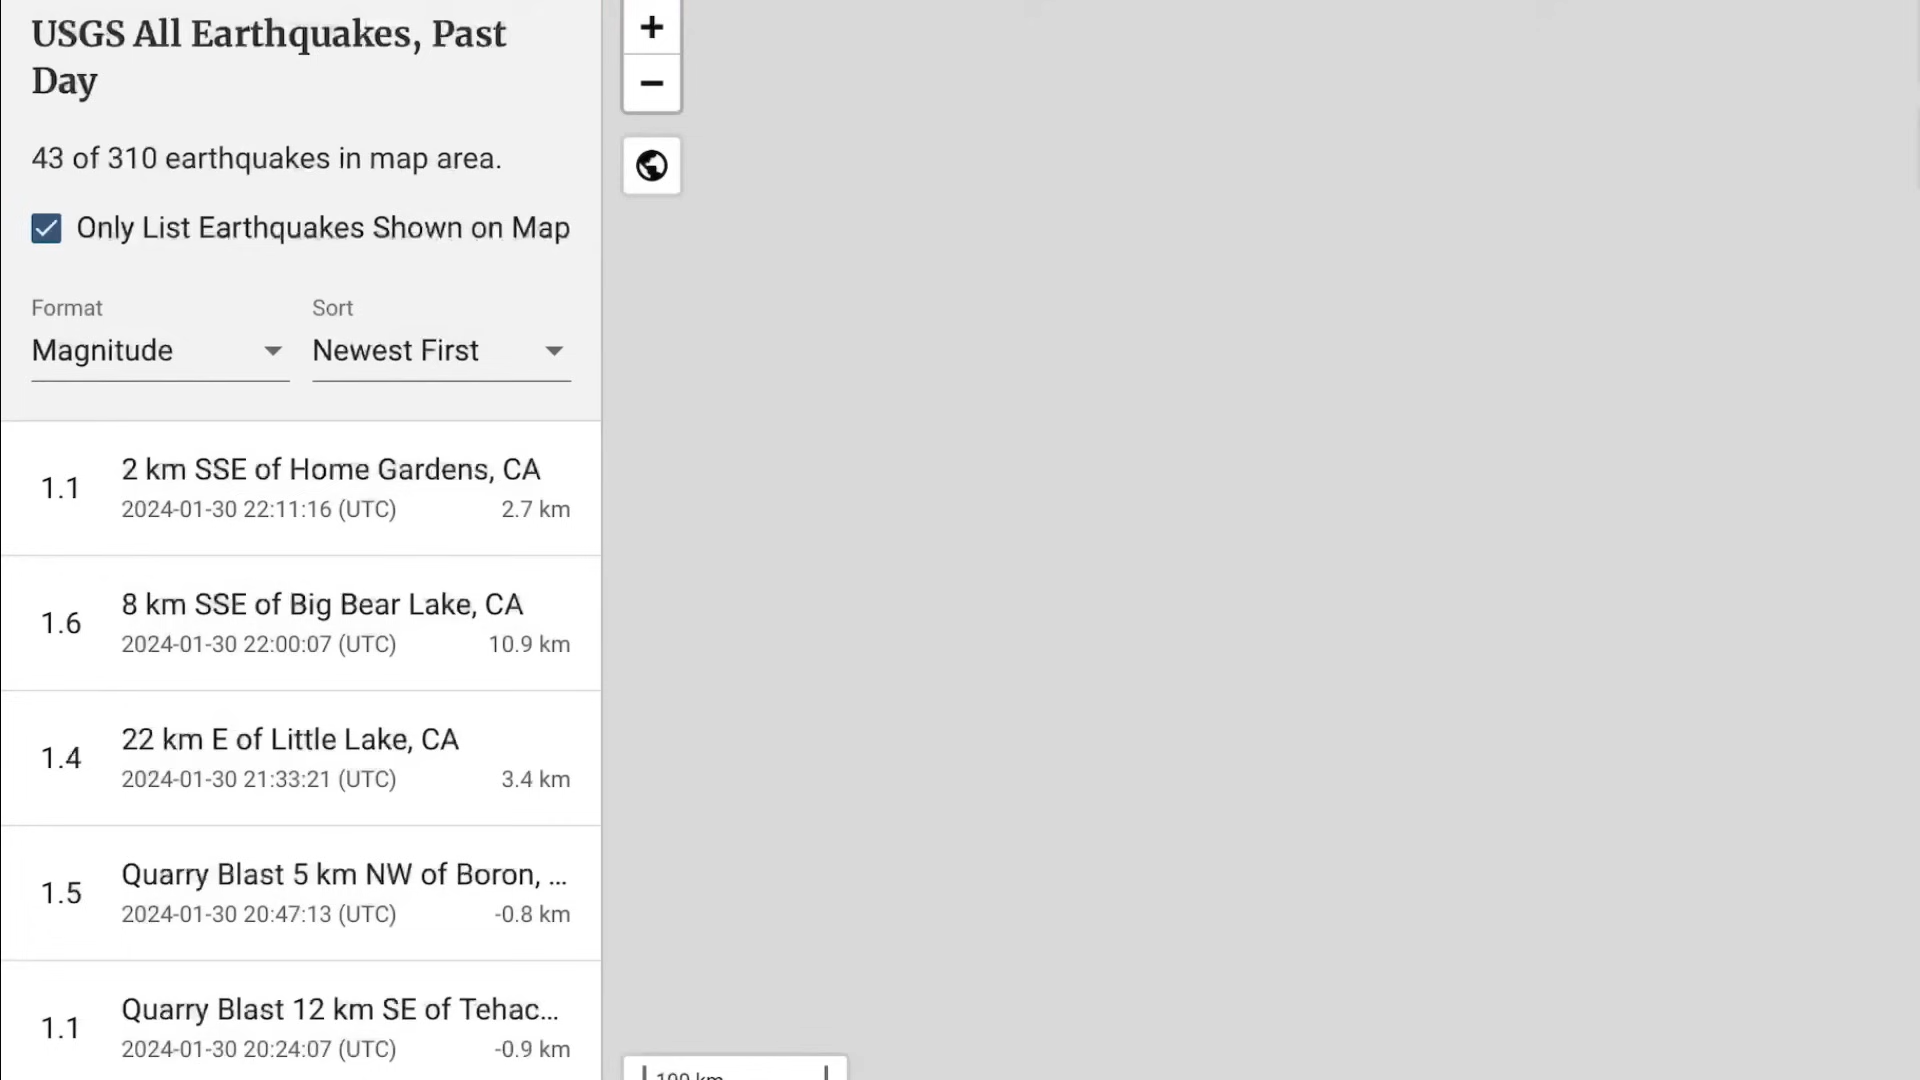 USGS All Earthquakes, Past
Day
43 of 310 earthquakes in map area.
Only List Earthquakes Shown on Map
Format
Sort
Magnitude
Newest First
1.1
2 km SSE of Home Gardens, CA
2024-01-30 22:11:16 (UTC)
2.7 km
1.6
8 km SSE of Big Bear Lake, CA
2024-01-30 22:00:07 (UTC)
10.9 km
1.4
22 km E of Little Lake, CA
2024-01-30 21:33:21 (UTC)
3.4 km
1.5
Quarry Blast 5 km NW of Boron, ...
2024-01-30 20:47:13 (UTC)
-0.8 km
1.1
Quarry Blast 12 km SE of Tehac...
2024-01-30 20:24:07 (UTC)
-0.9 km
+
−
100 km